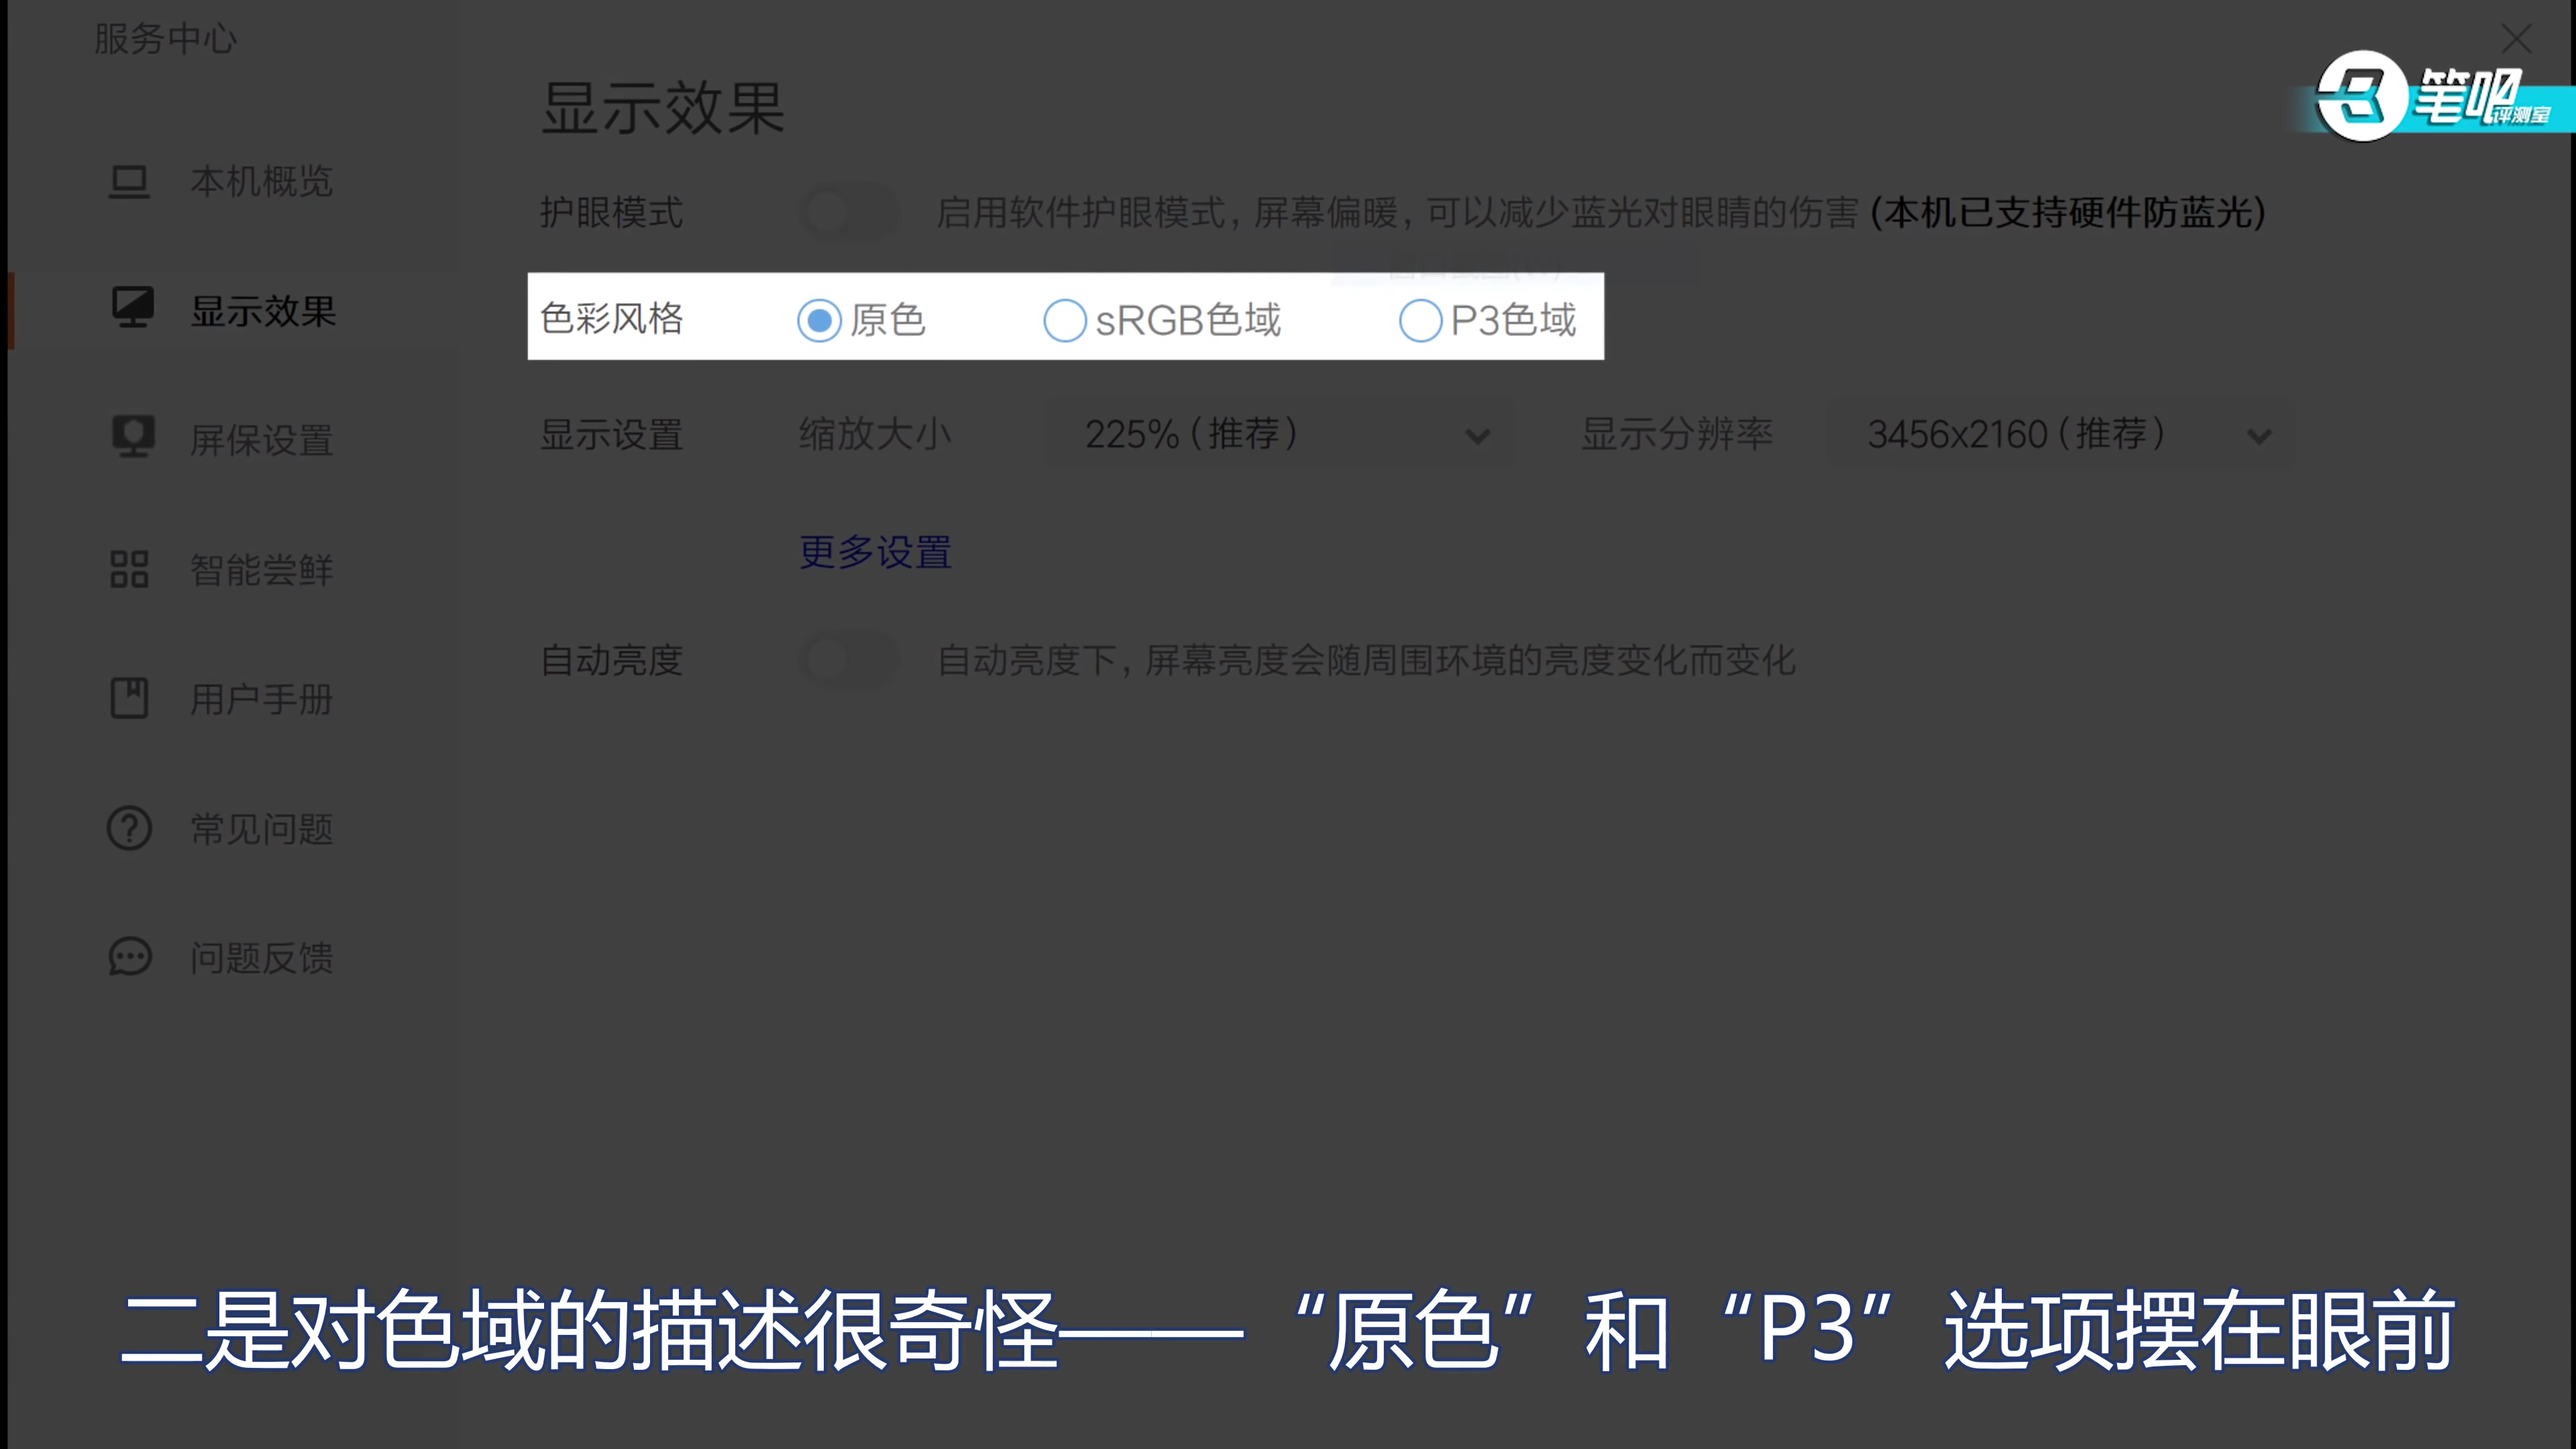 服务中心
笔吧评测室
显示效果
本机概览
护眼模式 启用软件护眼模式，屏幕偏暖，可以减少蓝光对眼睛的伤害 (本机已支持硬件防蓝光)
显示效果
色彩风格 原色 sRGB色域 P3色域
屏保设置
显示设置 缩放大小 225%（推荐） 显示分辨率 3456x2160（推荐）
更多设置
智能尝鲜
自动亮度 自动亮度下，屏幕亮度会随周围环境的亮度变化而变化
用户手册
常见问题
问题反馈
二是对色域的描述很奇怪——“原色”和“P3”选项摆在眼前